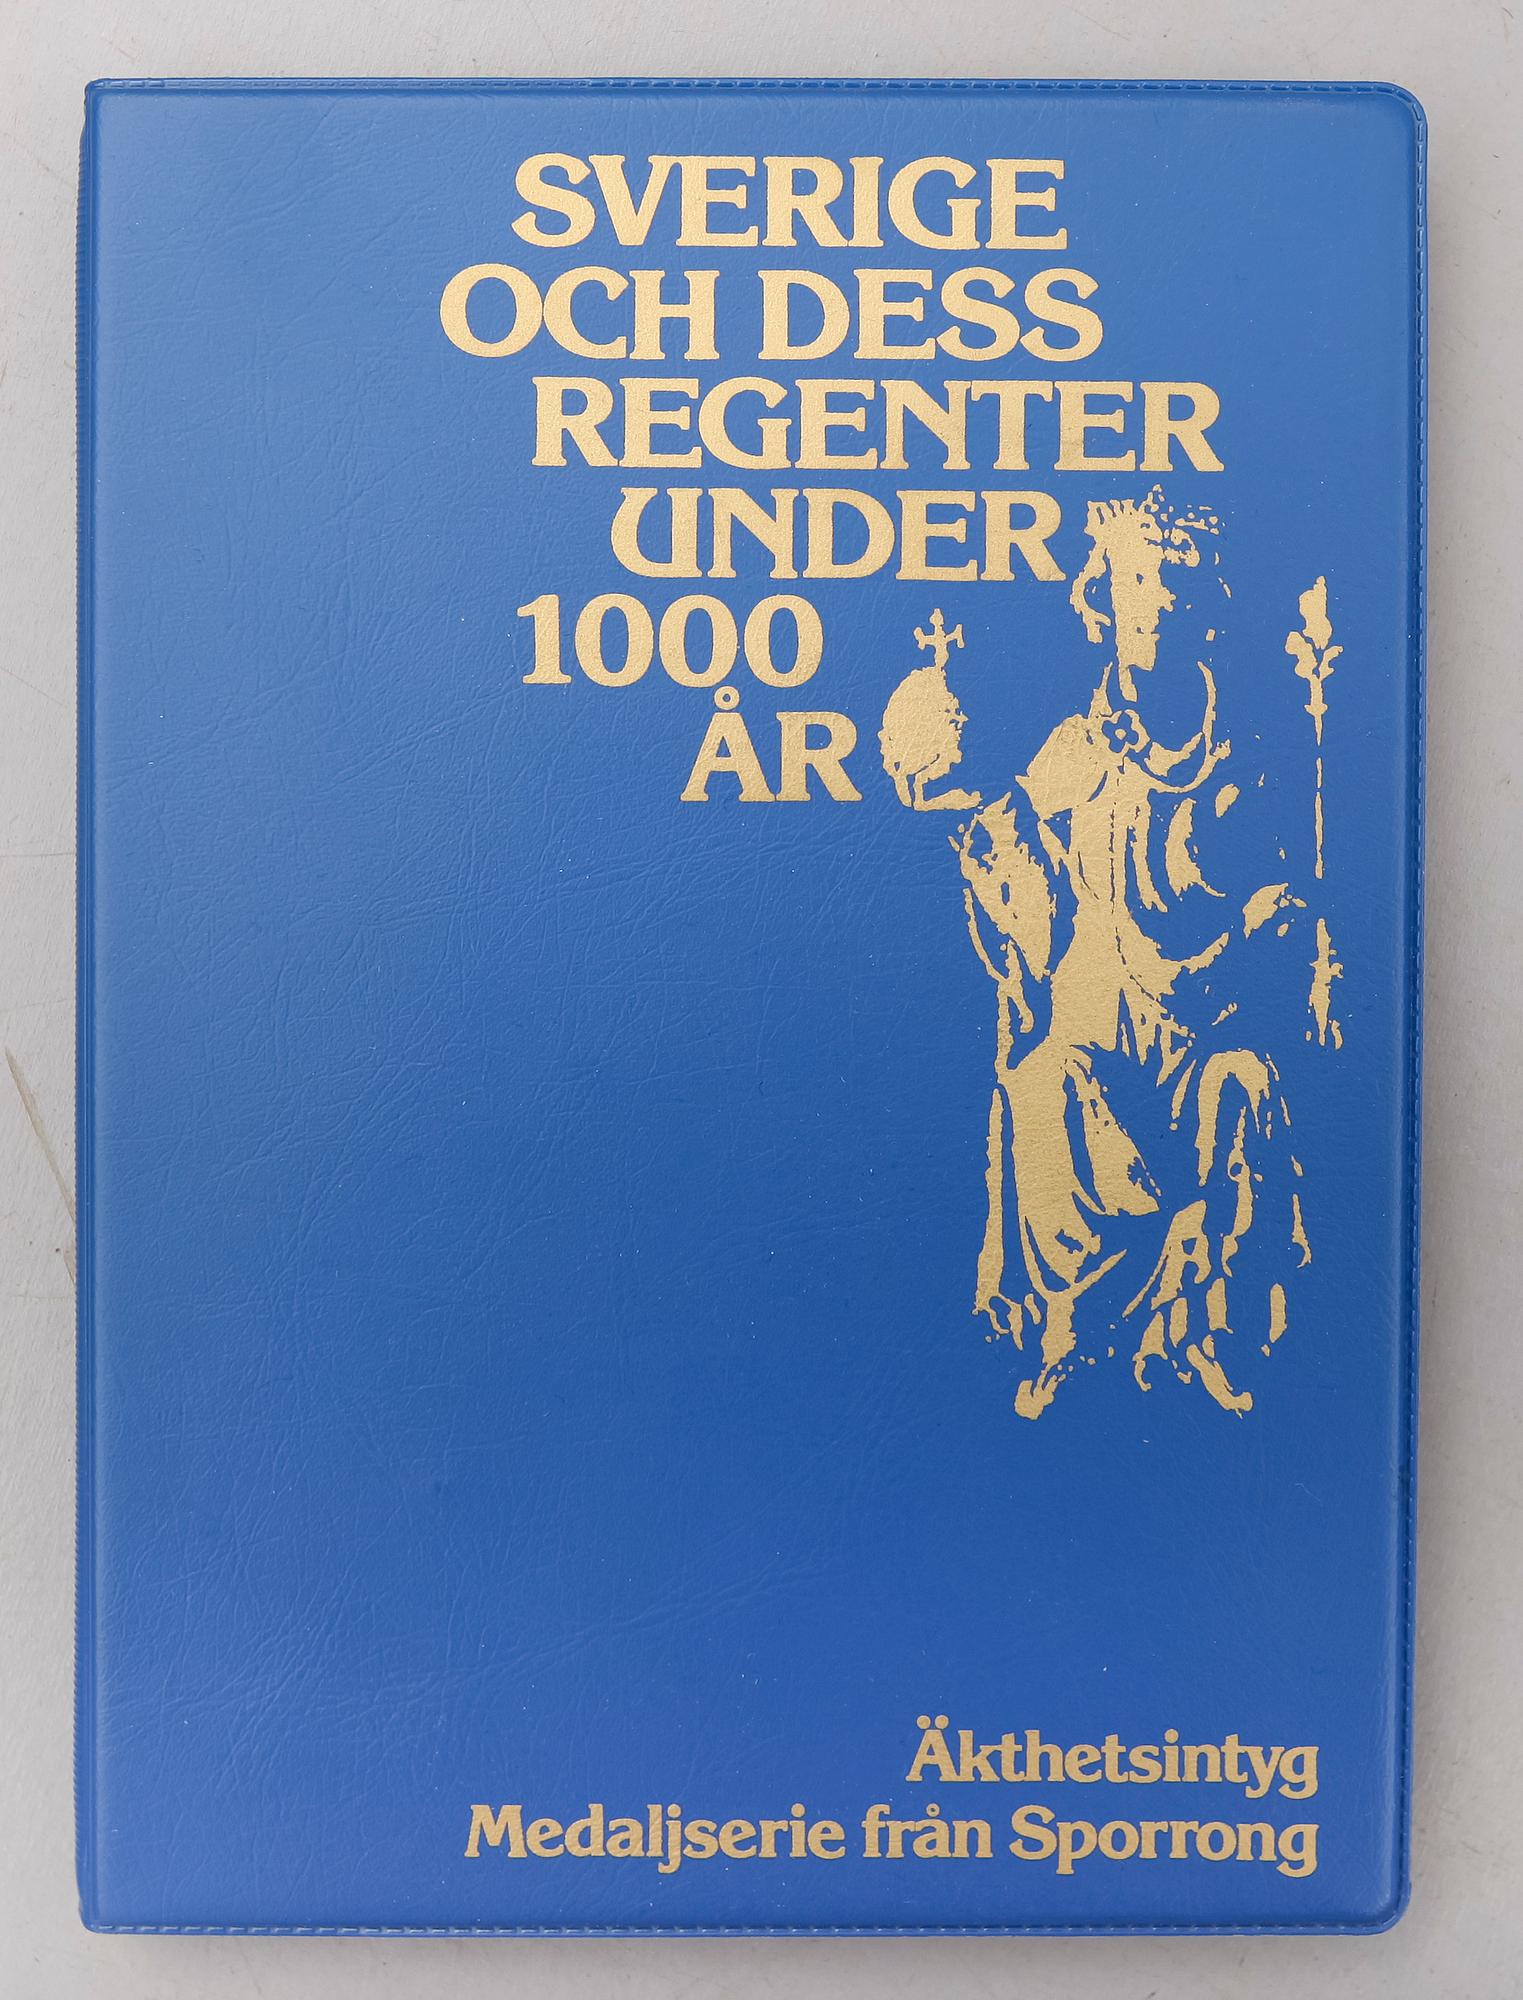 SVERIGE
OCH DESS
REGENTER
UNDER
1000
ÅR
Äkthetsintyg
Medaljserie från Sporrong